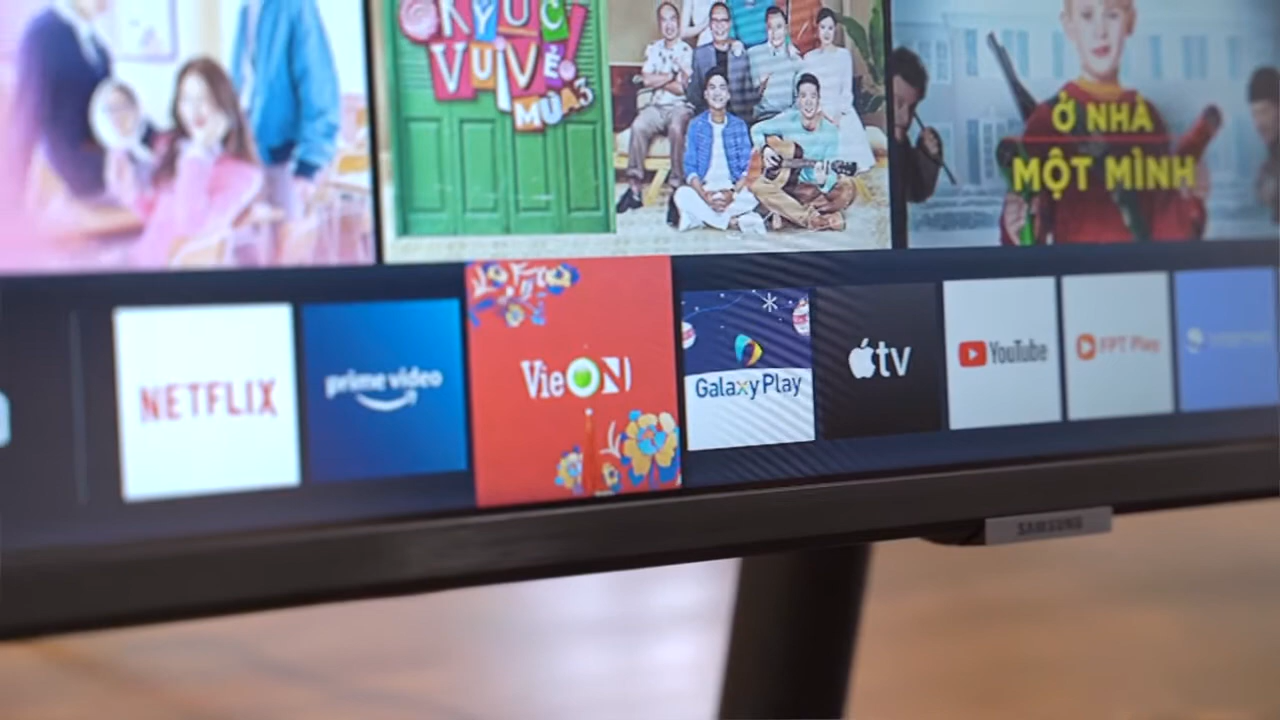 KÝ ỨC
VUI VẺ!
MÙA 3
Ở NHÀ
MỘT MÌNH
NETFLIX
prime video
VieON
Galaxy Play
tv
YouTube
FPT Play
SAMSUNG